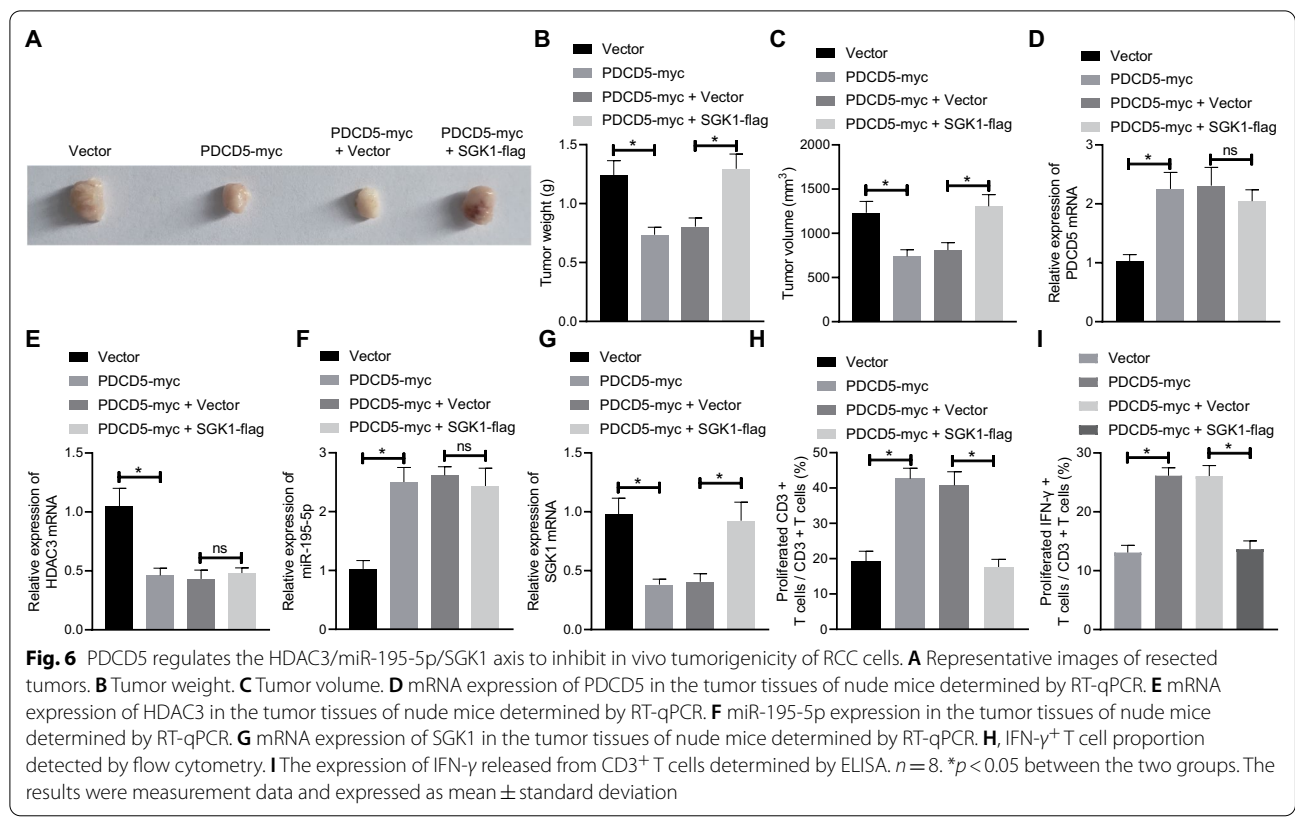 A
Vector
PDCD5-myc
PDCD5-myc
+ Vector
PDCD5-myc
+ SGK1-flag
B
Vector
PDCD5-myc
PDCD5-myc + Vector
PDCD5-myc + SGK1-flag
Tumor weight (g)
1.5
1.0
0.5
0.0
*
*
C
Vector
PDCD5-myc
PDCD5-myc + Vector
PDCD5-myc + SGK1-flag
Tumor volume (mm³)
2000
1500
1000
500
0
*
*
D
Vector
PDCD5-myc
PDCD5-myc + Vector
PDCD5-myc + SGK1-flag
Relative expression of
PDCD5 mRNA
3
2
1
0
*
ns
E
Vector
PDCD5-myc
PDCD5-myc + Vector
PDCD5-myc + SGK1-flag
Relative expression of
HDAC3 mRNA
1.5
1.0
0.5
0.0
*
ns
F
Vector
PDCD5-myc
PDCD5-myc + Vector
PDCD5-myc + SGK1-flag
Relative expression of
miR-195-5p
3
2
1
0
*
ns
G
Vector
PDCD5-myc
PDCD5-myc + Vector
PDCD5-myc + SGK1-flag
Relative expression of
SGK1 mRNA
1.5
1.0
0.5
0.0
*
*
H
Vector
PDCD5-myc
PDCD5-myc + Vector
PDCD5-myc + SGK1-flag
Proliferated CD3 +
T cells / CD3 + T cells (%)
50
40
30
20
10
0
*
*
I
Vector
PDCD5-myc
PDCD5-myc + Vector
PDCD5-myc + SGK1-flag
Proliferated IFN-γ +
T cells / CD3 + T cells (%)
30
20
10
0
*
*
Fig. 6 PDCD5 regulates the HDAC3/miR-195-5p/SGK1 axis to inhibit in vivo tumorigenicity of RCC cells. A Representative images of resected
tumors. B Tumor weight. C Tumor volume. D mRNA expression of PDCD5 in the tumor tissues of nude mice determined by RT-qPCR. E mRNA
expression of HDAC3 in the tumor tissues of nude mice determined by RT-qPCR. F miR-195-5p expression in the tumor tissues of nude mice
determined by RT-qPCR. G mRNA expression of SGK1 in the tumor tissues of nude mice determined by RT-qPCR. H, IFN-γ⁺ T cell proportion
detected by flow cytometry. I The expression of IFN-γ released from CD3⁺ T cells determined by ELISA. n = 8. *p < 0.05 between the two groups. The
results were measurement data and expressed as mean ± standard deviation